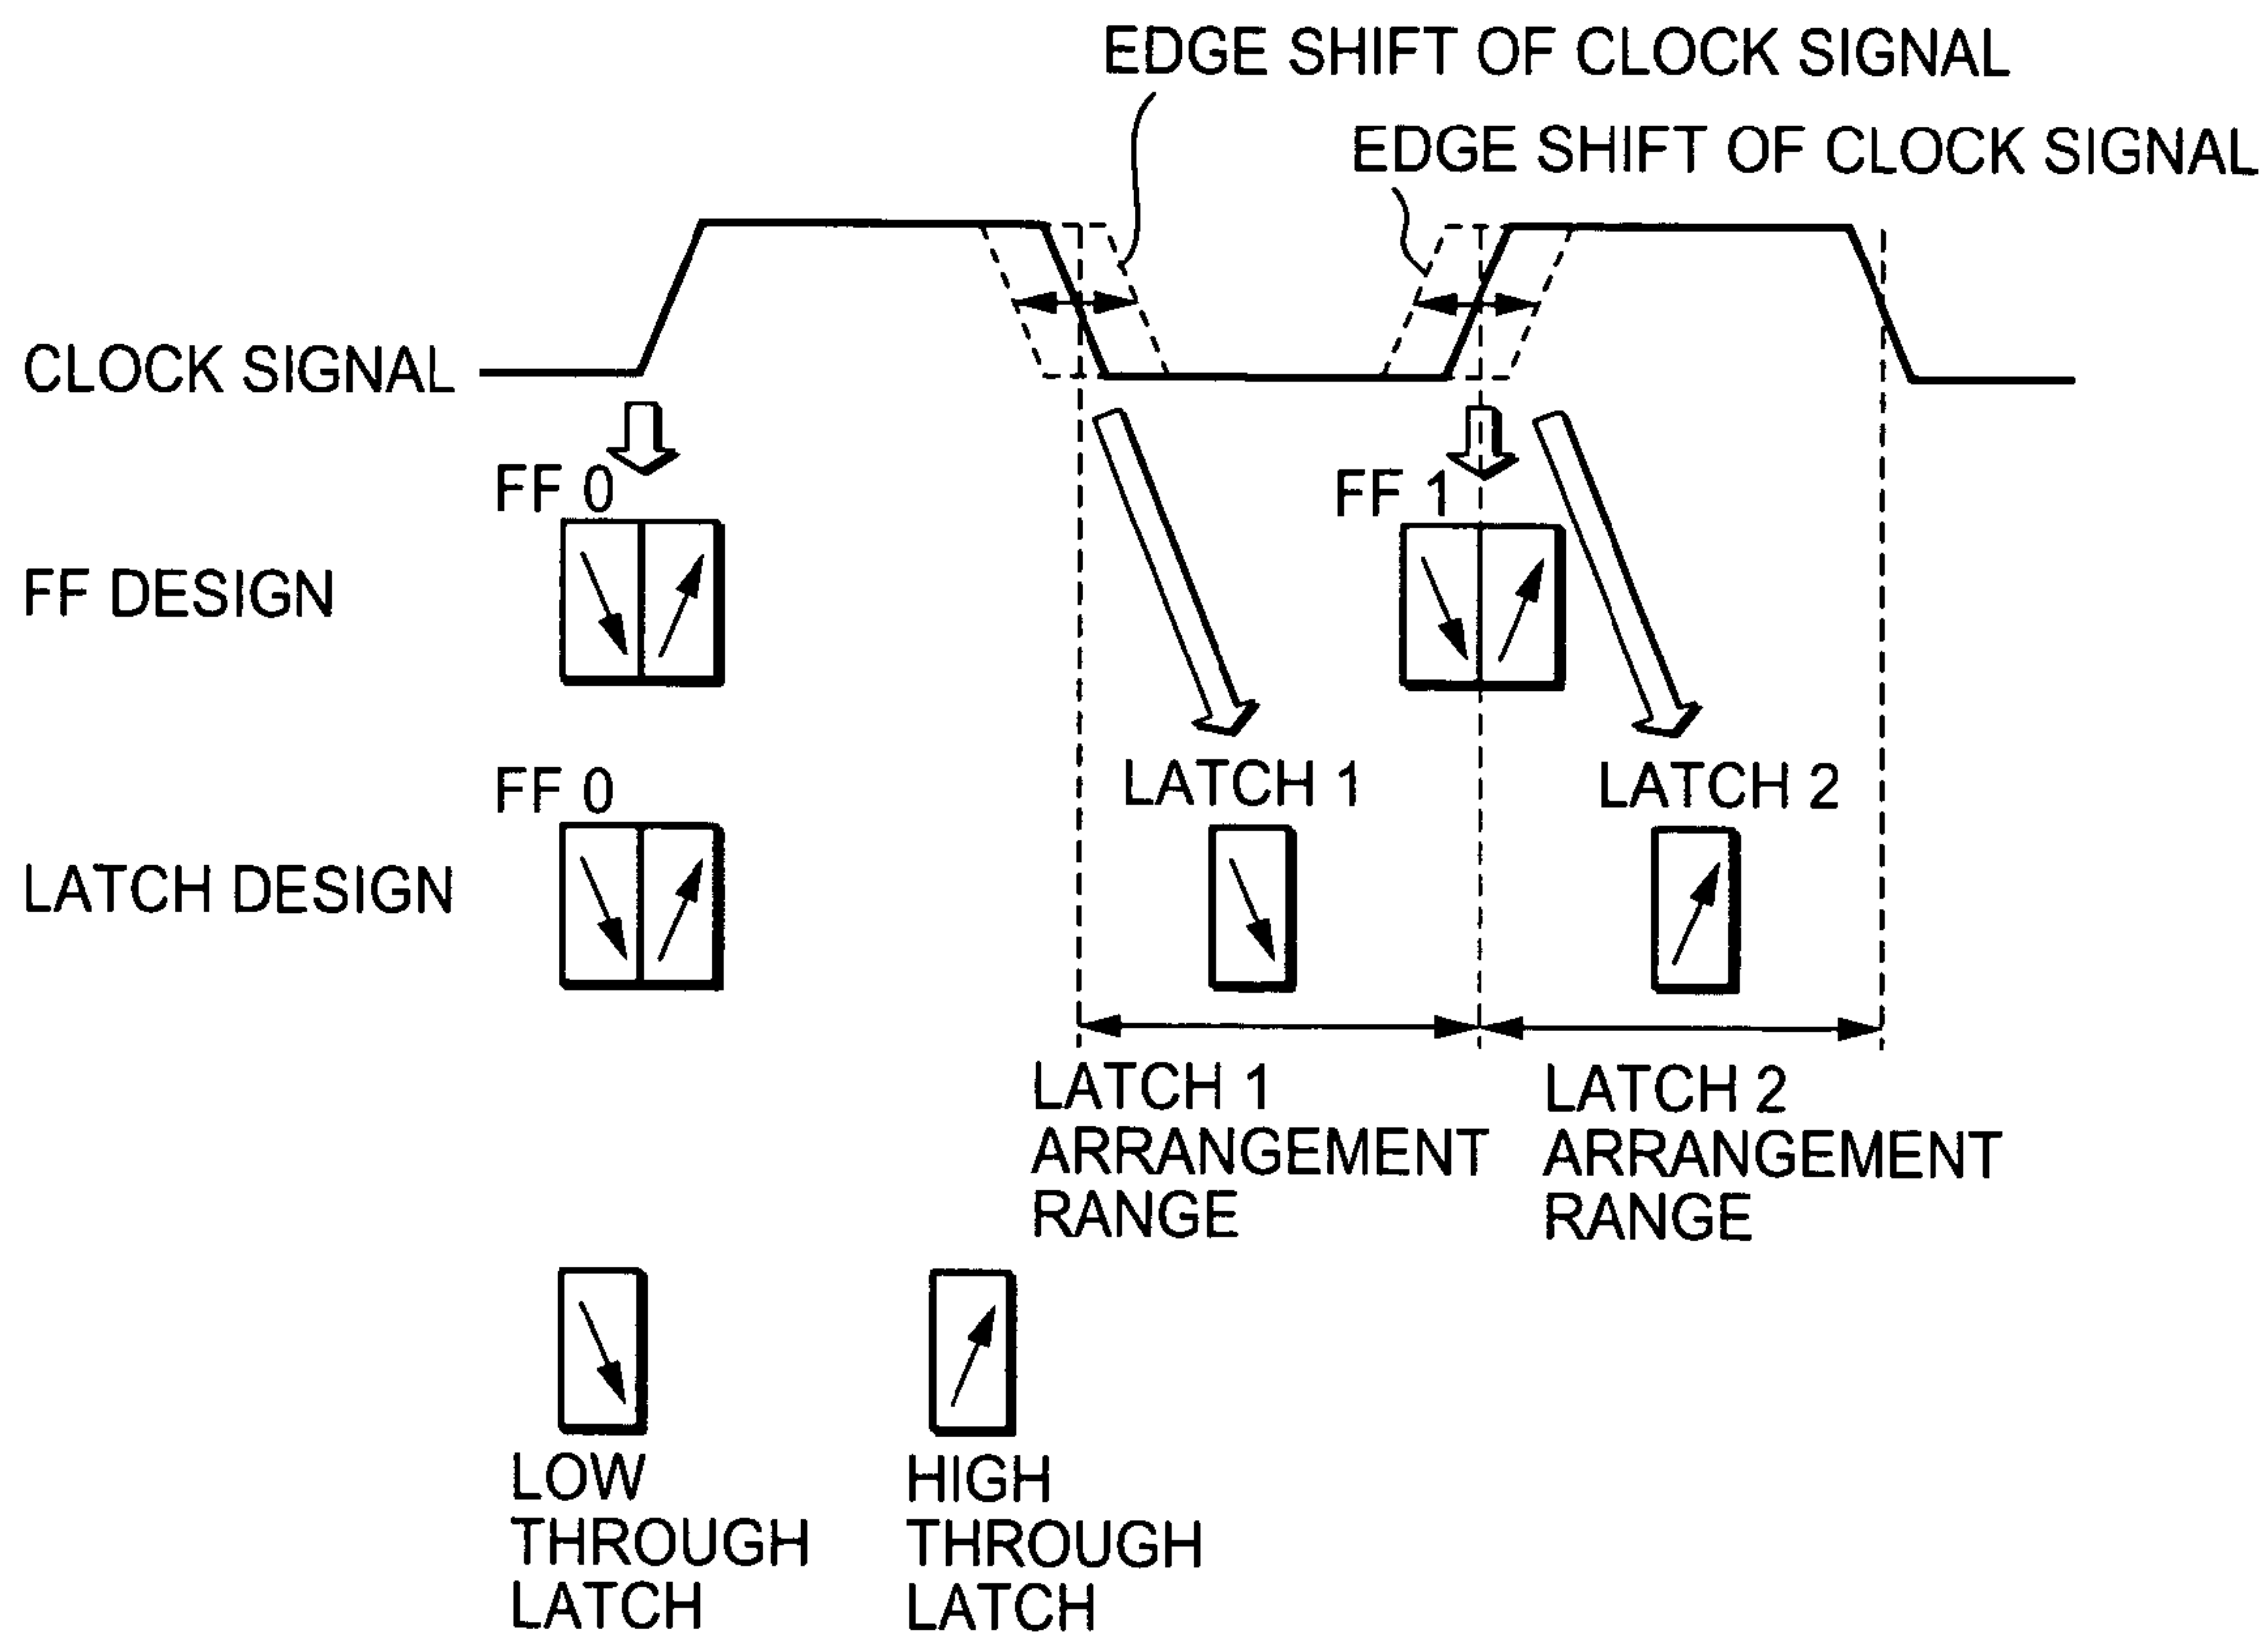 EDGE SHIFT OF CLOCK SIGNAL
EDGE SHIFT OF CLOCK SIGNAL
CLOCK SIGNAL
FF 0
FF 1
FF DESIGN
FF 0
LATCH 1
LATCH 2
LATCH DESIGN
LATCH 1
ARRANGEMENT
RANGE
LATCH 2
ARRANGEMENT
RANGE
LOW
THROUGH
LATCH
HIGH
THROUGH
LATCH